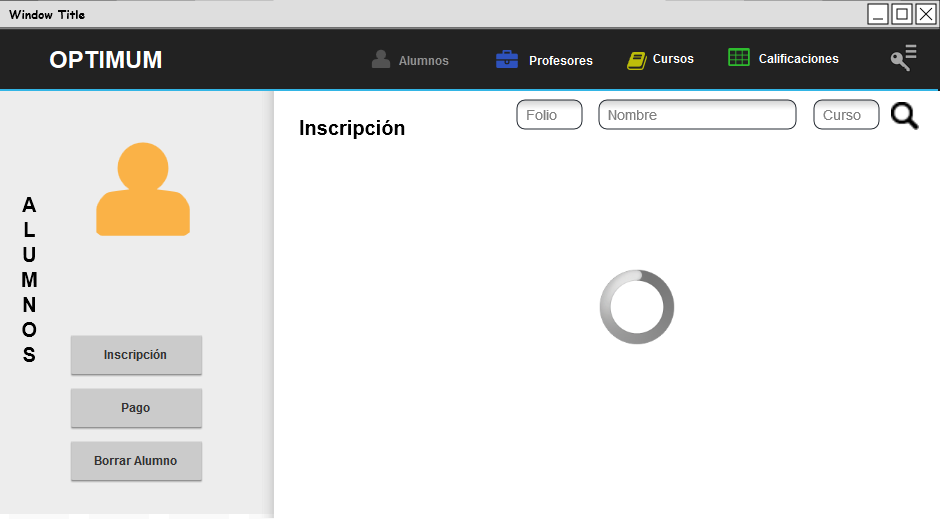 Window Title
OPTIMUM
Alumnos
Profesores
Cursos
Calificaciones
ALUMNOS
Inscripción
Pago
Borrar Alumno
Inscripción
Folio
Nombre
Curso